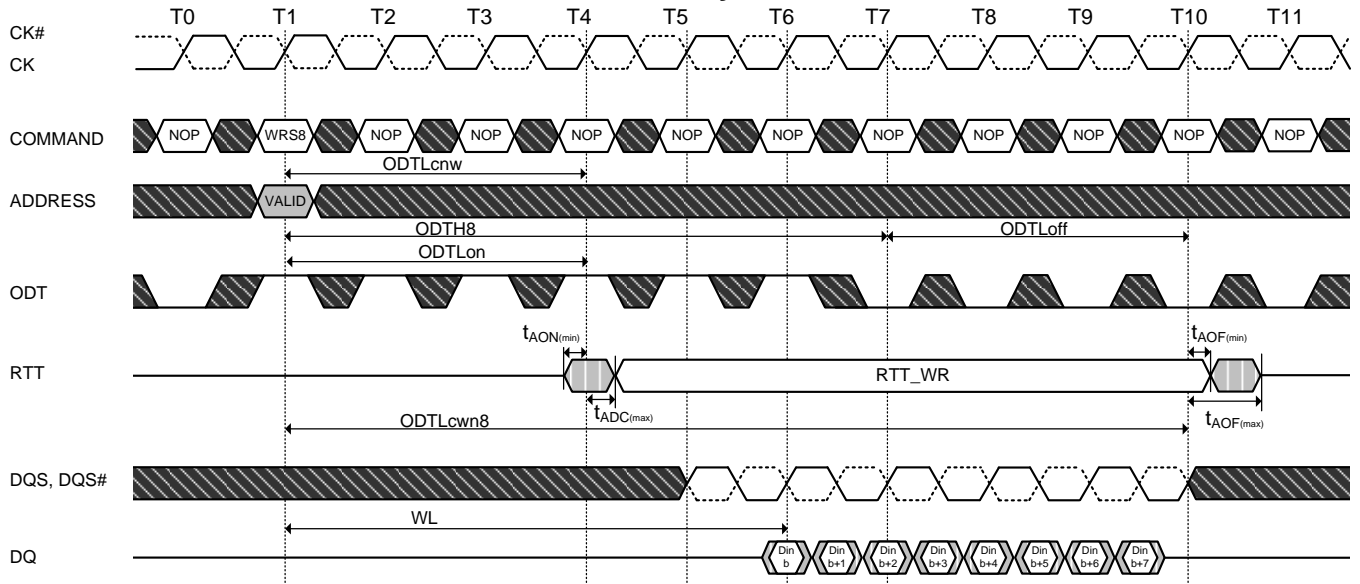 T0 T1 T2 T3 T4 T5 T6 T7 T8 T9 T10 T11
CK#
CK
COMMAND NOP WRS8 NOP NOP NOP NOP NOP NOP NOP NOP NOP NOP
ODTLcnw
ADDRESS VALID
ODTH8 ODTLoff
ODTLon
ODT
tAON(min) tAOF(min)
RTT RTT_WR
tADC(max) tAOF(max)
ODTLcwn8
DQS, DQS#
WL
DQ Din b Din b+1 Din b+2 Din b+3 Din b+4 Din b+5 Din b+6 Din b+7